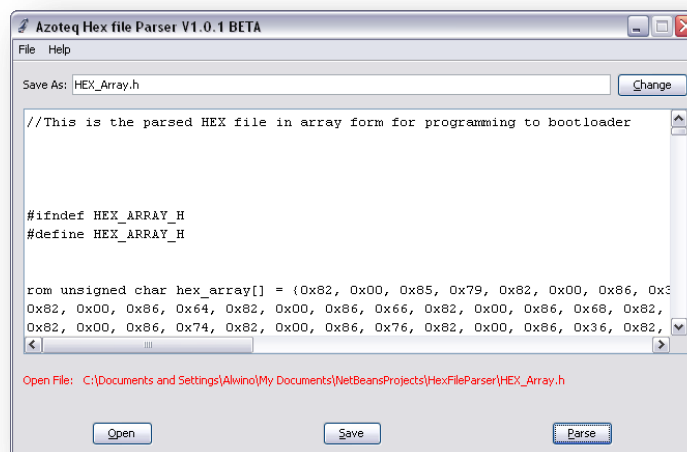 Azoteq Hex file Parser V1.0.1 BETA
File Help
Save As: HEX_Array.h Change
//This is the parsed HEX file in array form for programming to bootloader
#ifndef HEX_ARRAY_H
#define HEX_ARRAY_H
rom unsigned char hex_array[] = {0x82, 0x00, 0x85, 0x79, 0x82, 0x00, 0x86,
0x82, 0x00, 0x86, 0x64, 0x82, 0x00, 0x86, 0x66, 0x82, 0x00, 0x86, 0x68, 0x82,
0x82, 0x00, 0x86, 0x74, 0x82, 0x00, 0x86, 0x76, 0x82, 0x00, 0x86, 0x36, 0x82,
Open File: C:\Documents and Settings\Alwino\My Documents\NetBeansProjects\HexFileParser\HEX_Array.h
Open Save Parse